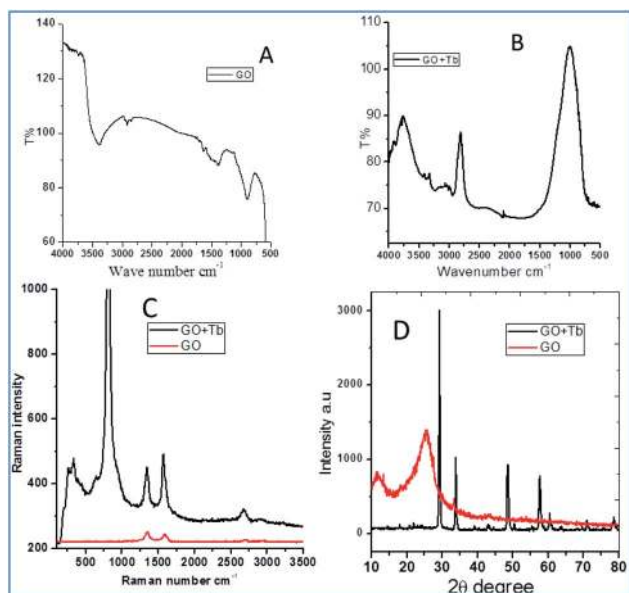 A
GO
T%
140
120
100
80
60
4000 3500 3000 2500 2000 1500 1000 500
Wave number cm-1
B
GO+Tb
T%
110
100
90
80
70
4000 3500 3000 2500 2000 1500 1000 500
Wavenumber cm-1
C
GO+Tb
GO
Raman intensity
1000
800
600
400
200
500 1000 1500 2000 2500 3000 3500
Raman number cm-1
D
GO+Tb
GO
Intensity a.u
3000
2000
1000
0
10 20 30 40 50 60 70 80
2θ degree